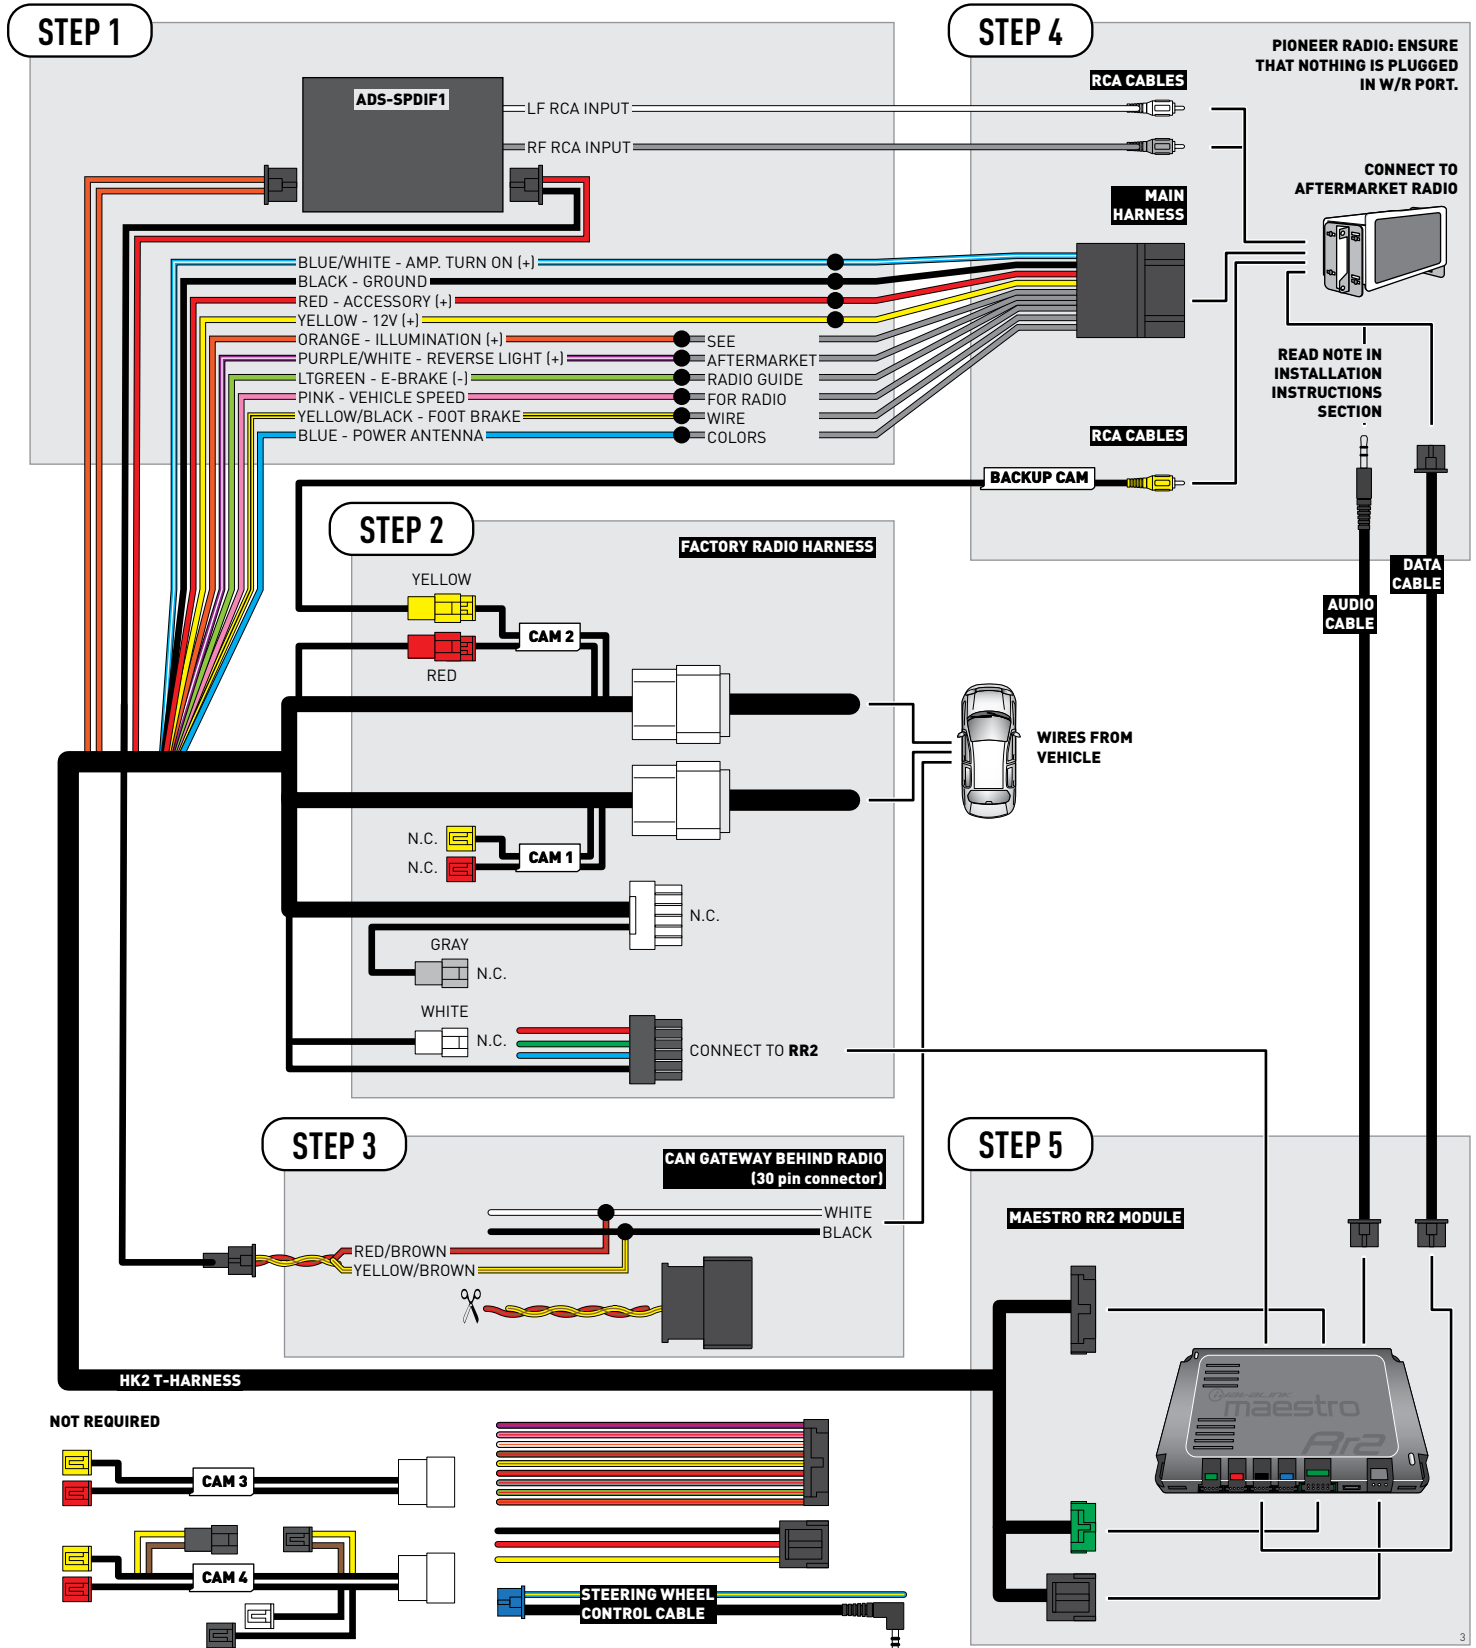 STEP 1
ADS-SPDIF1
LF RCA INPUT
RF RCA INPUT
BLUE/WHITE - AMP. TURN ON (+)
BLACK - GROUND
RED - ACCESSORY (+)
YELLOW - 12V (+)
ORANGE - ILLUMINATION (+)
PURPLE/WHITE - REVERSE LIGHT (+)
LTGREEN - E-BRAKE (-)
PINK - VEHICLE SPEED
YELLOW/BLACK - FOOT BRAKE
BLUE - POWER ANTENNA
SEE
AFTERMARKET
RADIO GUIDE
FOR RADIO
WIRE
COLORS
STEP 4
PIONEER RADIO: ENSURE
THAT NOTHING IS PLUGGED
IN W/R PORT.
RCA CABLES
CONNECT TO
AFTERMARKET RADIO
MAIN
HARNESS
READ NOTE IN
INSTALLATION
INSTRUCTIONS
SECTION
RCA CABLES
BACKUP CAM
DATA
CABLE
AUDIO
CABLE
STEP 2
FACTORY RADIO HARNESS
YELLOW
CAM 2
RED
WIRES FROM
VEHICLE
N.C.
N.C.
CAM 1
N.C.
GRAY
N.C.
WHITE
N.C.
CONNECT TO RR2
STEP 3
CAN GATEWAY BEHIND RADIO
(30 pin connector)
WHITE
BLACK
RED/BROWN
YELLOW/BROWN
HK2 T-HARNESS
STEP 5
MAESTRO RR2 MODULE
maestro
Rr2
NOT REQUIRED
CAM 3
CAM 4
STEERING WHEEL
CONTROL CABLE
3